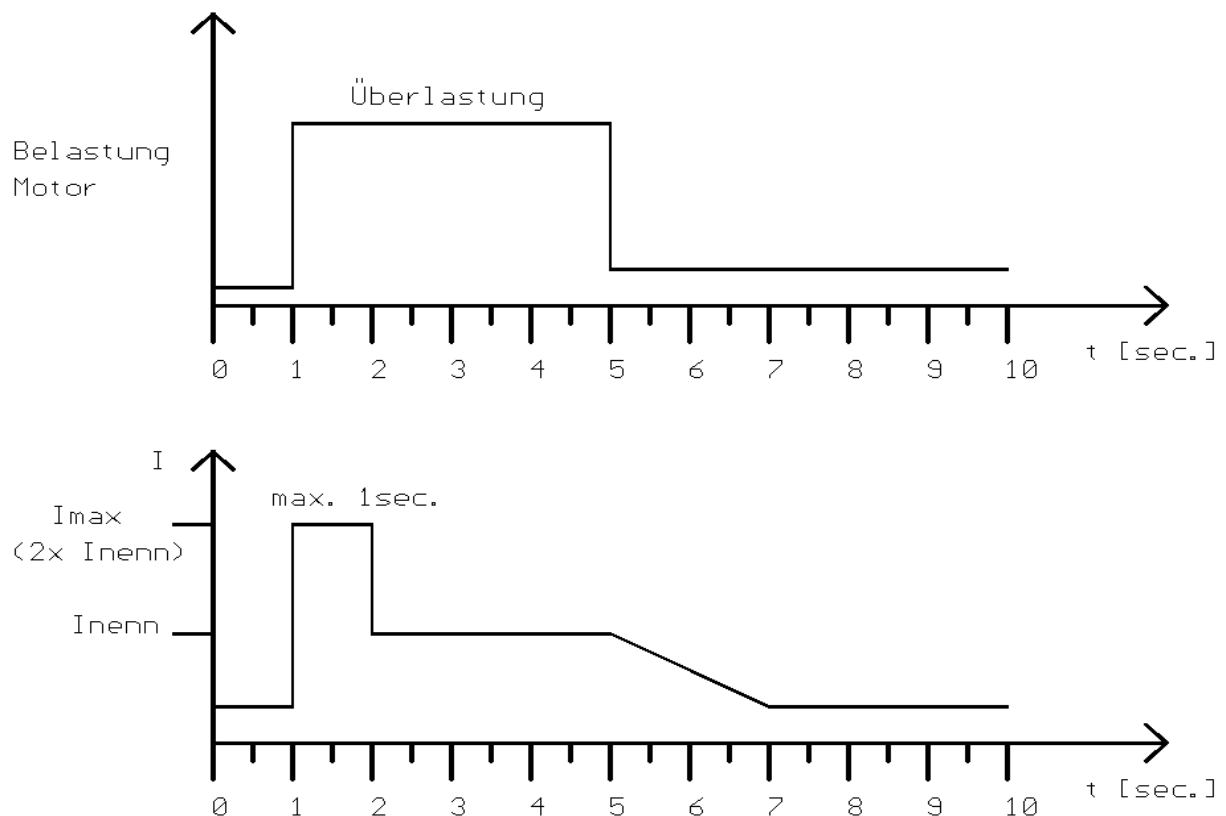 Überlastung
Belastung
Motor
0 1 2 3 4 5 6 7 8 9 10
t [sec.]
I
max. 1sec.
Imax
(2x Inenn)
Inenn
0 1 2 3 4 5 6 7 8 9 10
t [sec.]